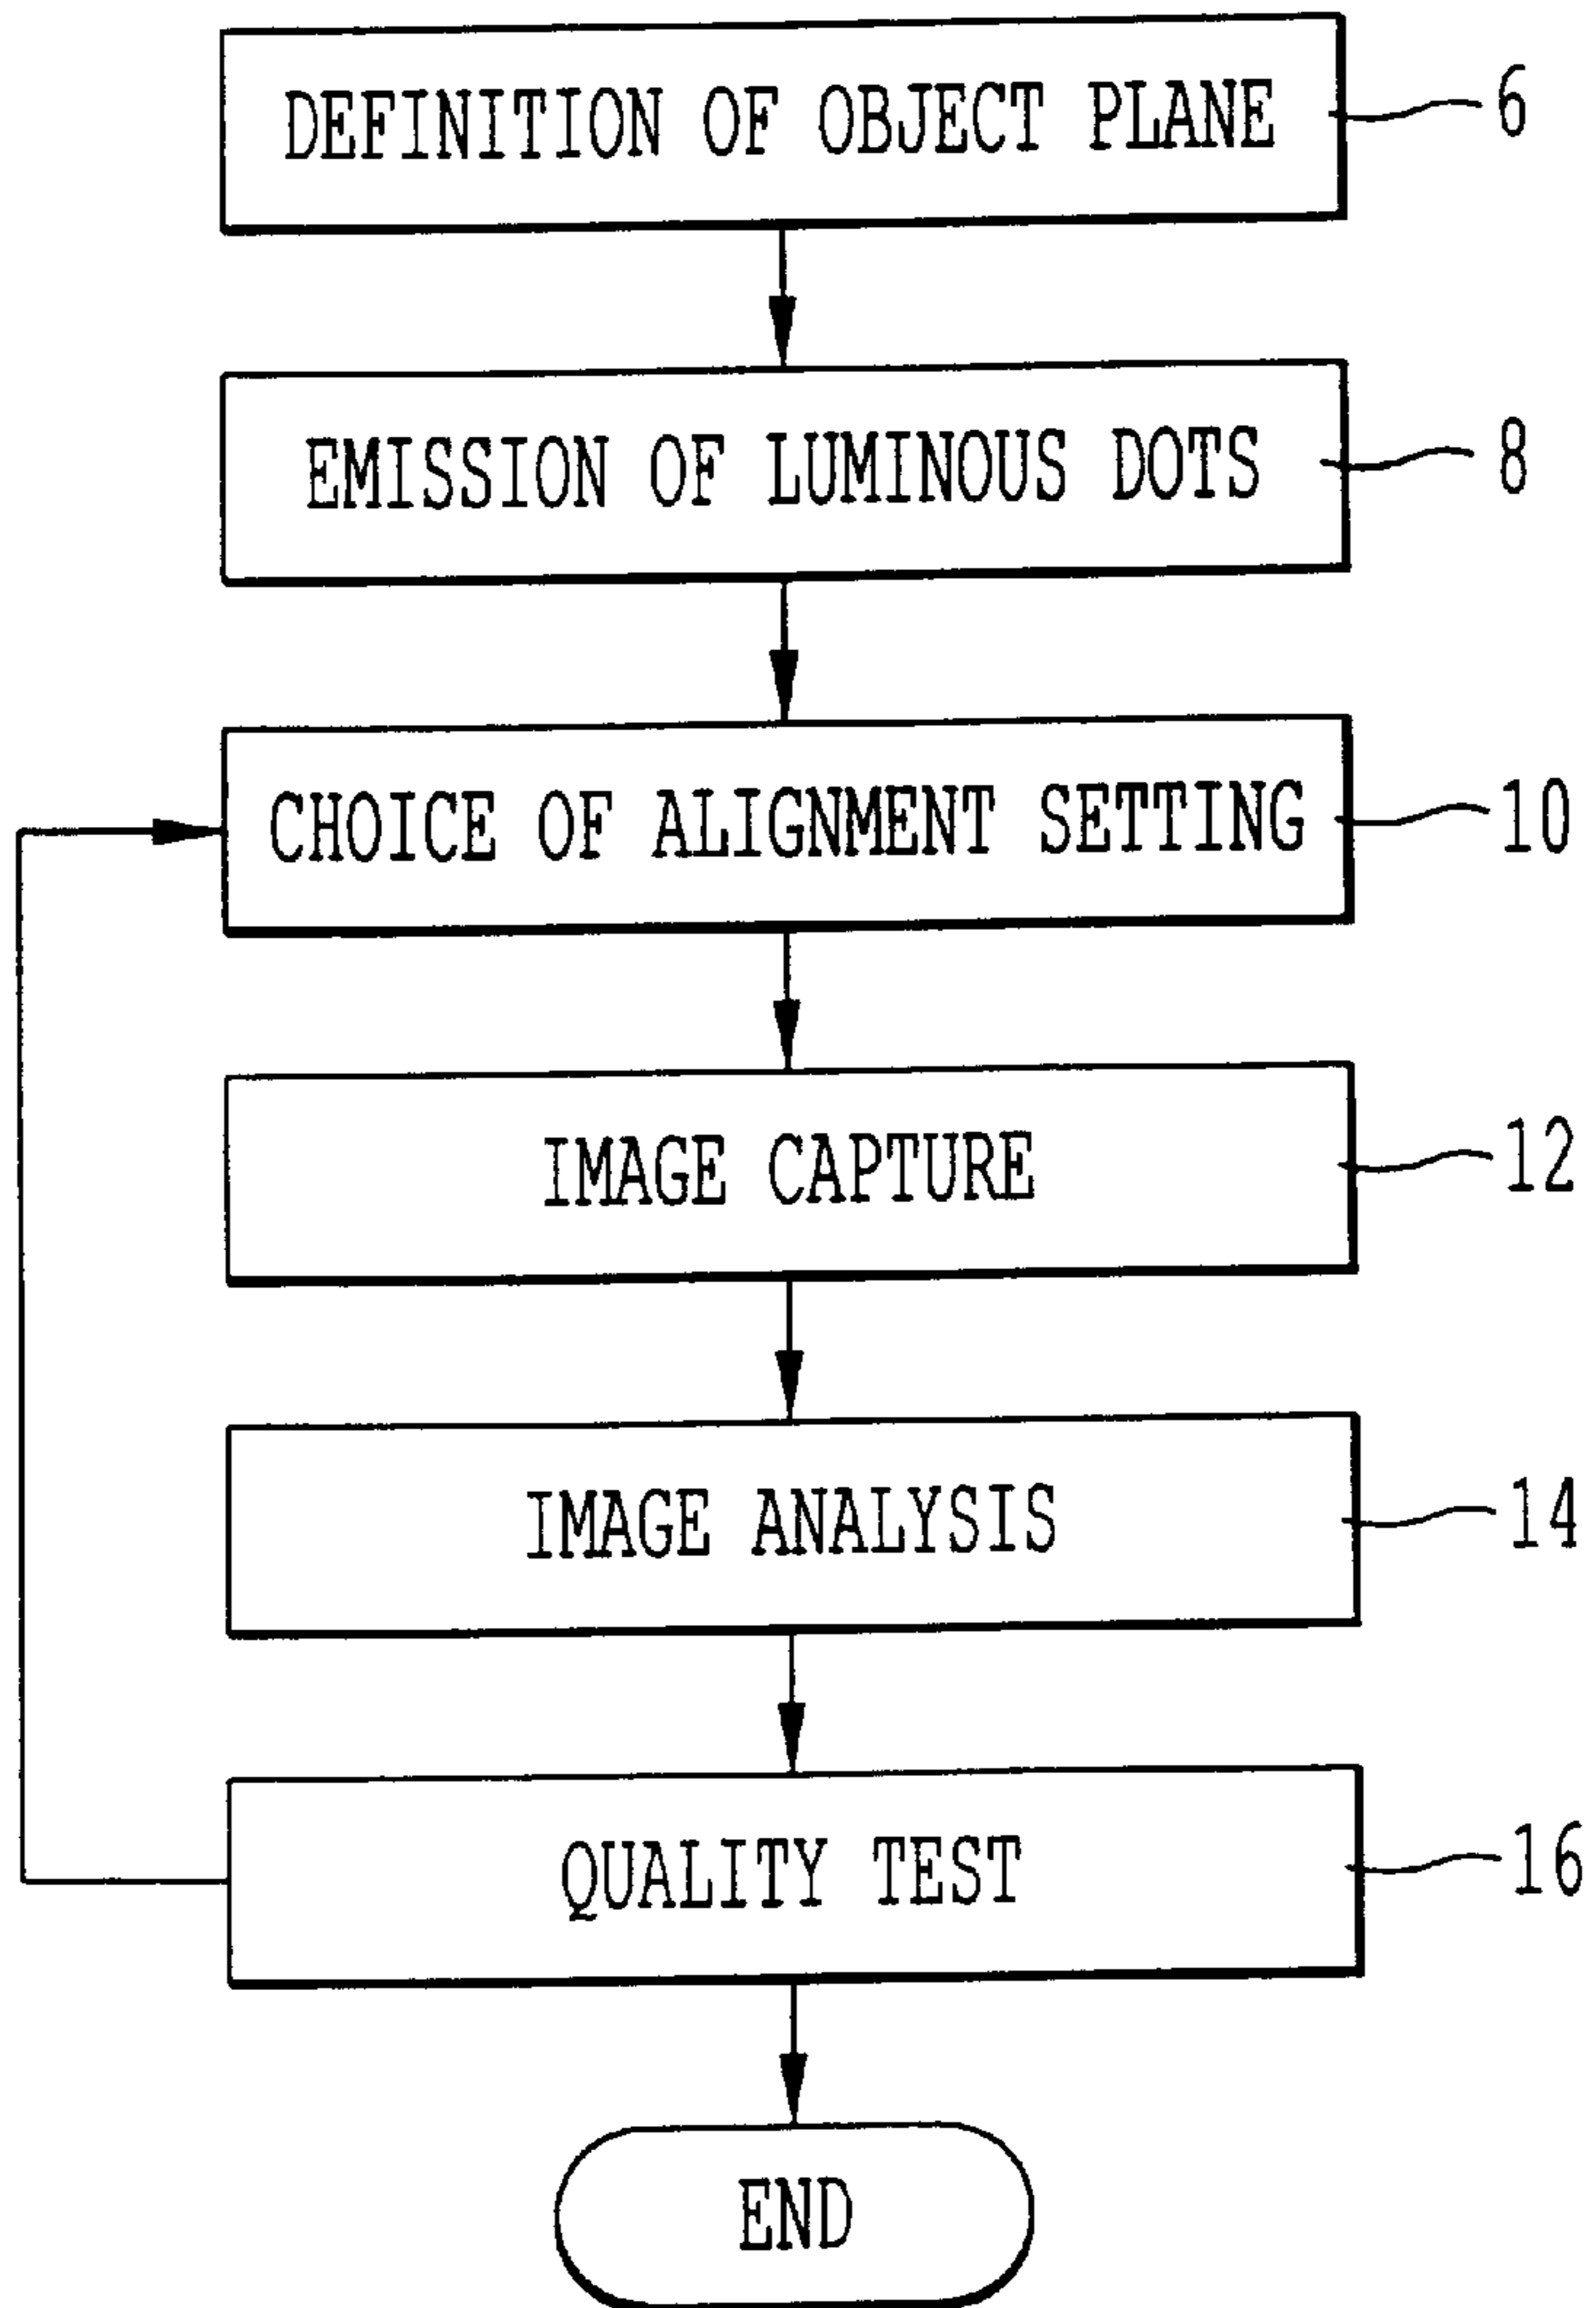 DEFINITION OF OBJECT PLANE 6
EMISSION OF LUMINOUS DOTS 8
CHOICE OF ALIGNMENT SETTING 10
IMAGE CAPTURE 12
IMAGE ANALYSIS 14
QUALITY TEST 16
END